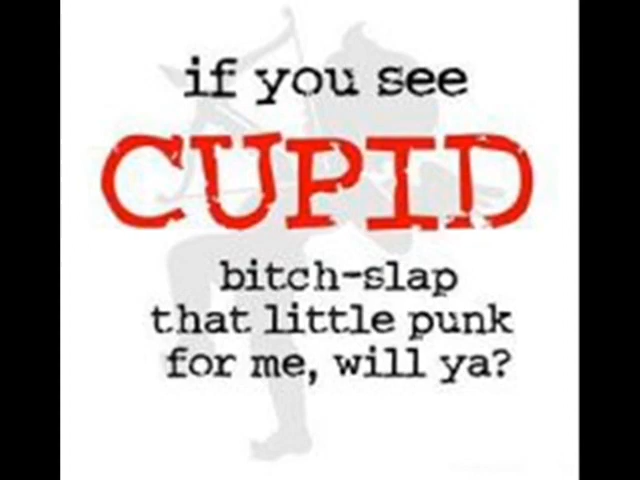 if you see
CUPID
bitch-slap
that little punk
for me, will ya?